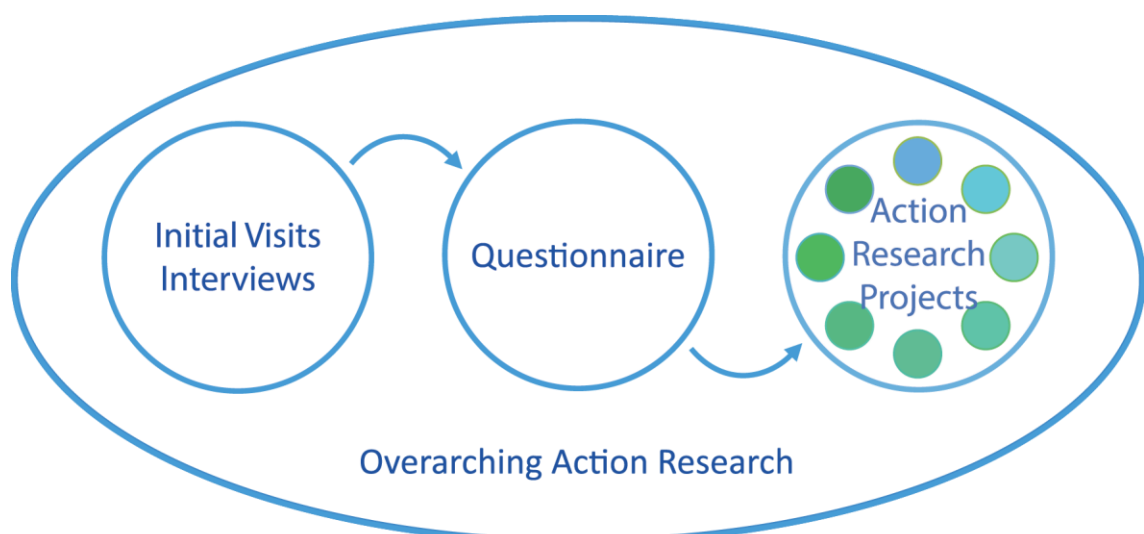 Initial Visits
Interviews
Questionnaire
Action
Research
Projects
Overarching Action Research